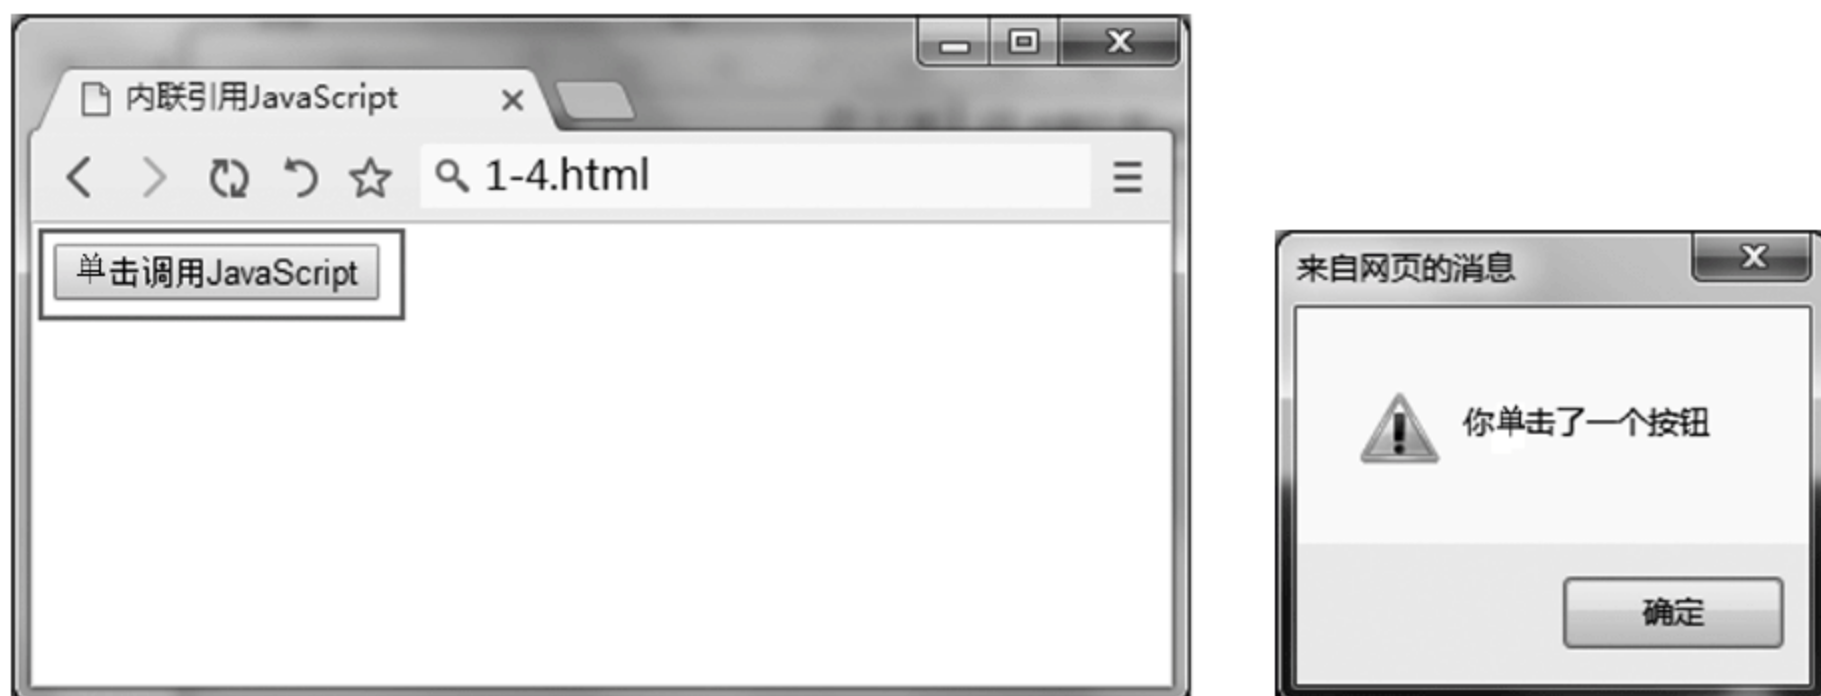 内联引用JavaScript
1-4.html
单击调用JavaScript
来自网页的消息
你单击了一个按钮
确定